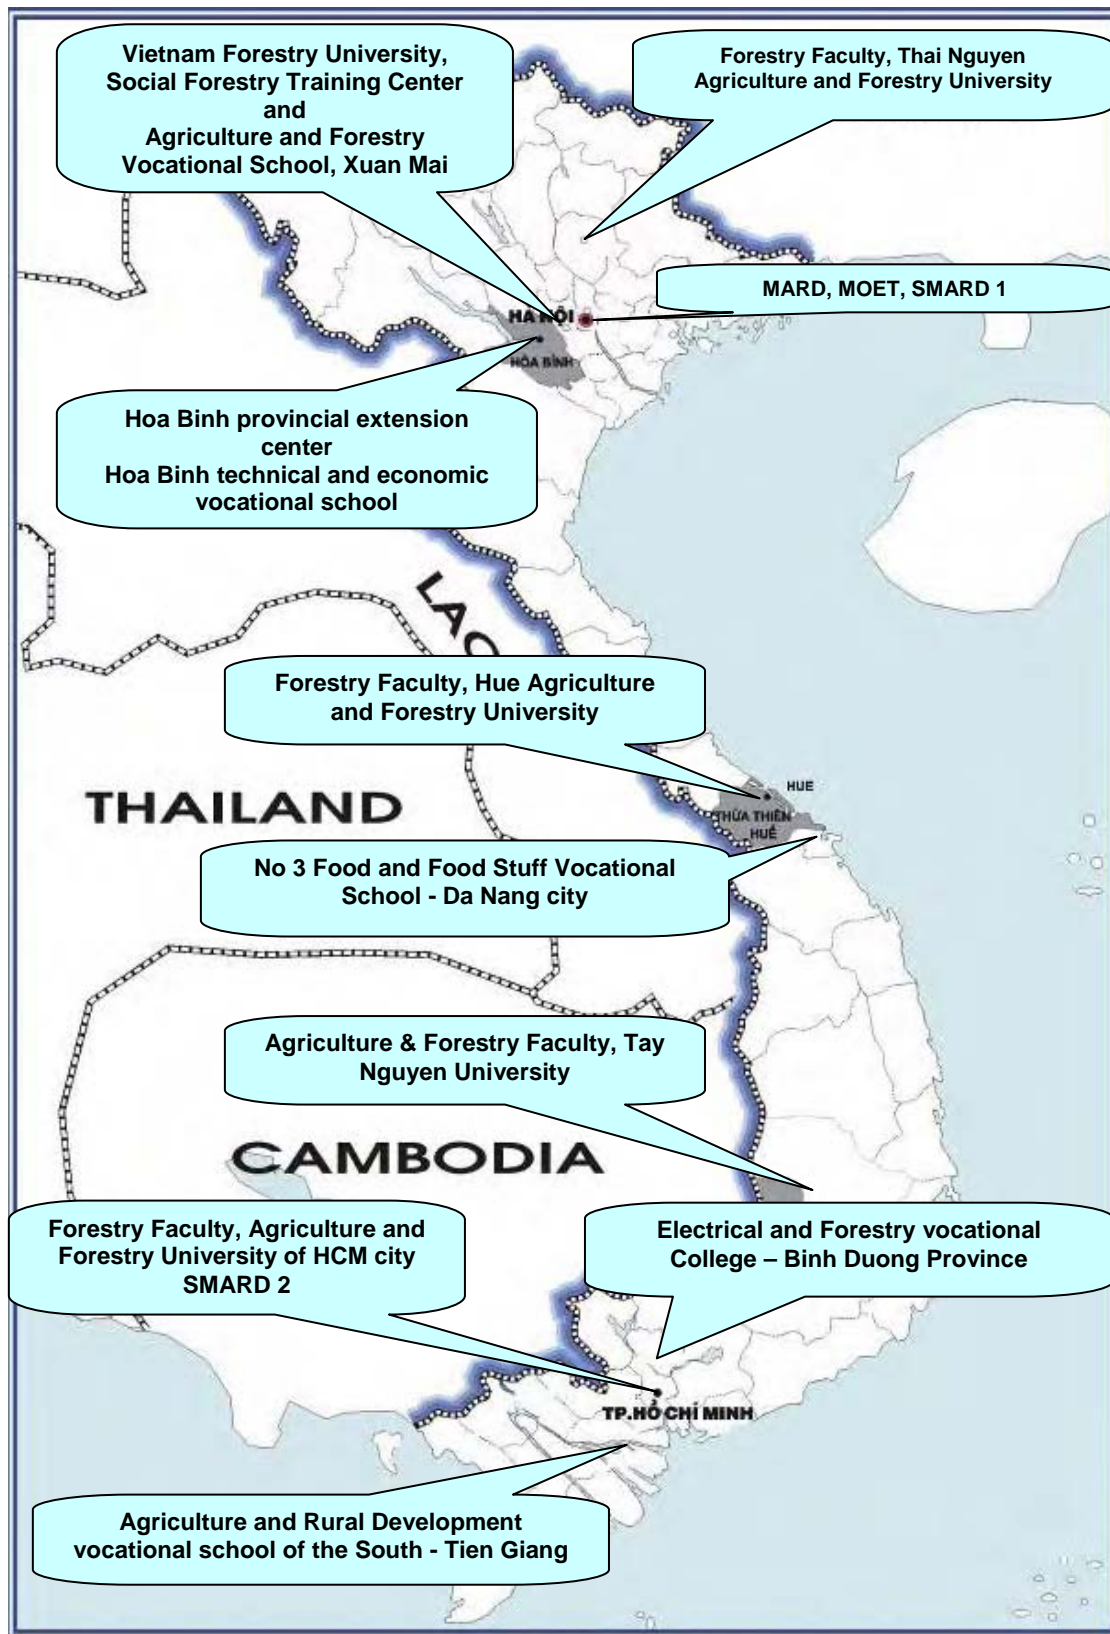 Vietnam Forestry University,
Social Forestry Training Center
and
Agriculture and Forestry
Vocational School, Xuan Mai
Forestry Faculty, Thai Nguyen
Agriculture and Forestry University
MARD, MOET, SMARD 1
HÀ NỘI
HÒA BÌNH
Hoa Binh provincial extension
center
Hoa Binh technical and economic
vocational school
LAO
Forestry Faculty, Hue Agriculture
and Forestry University
HUE
THỪA THIÊN
HUẾ
THAILAND
No 3 Food and Food Stuff Vocational
School - Da Nang city
Agriculture & Forestry Faculty, Tay
Nguyen University
CAMBODIA
Forestry Faculty, Agriculture and
Forestry University of HCM city
SMARD 2
Electrical and Forestry vocational
College – Binh Duong Province
TP.HỒ CHÍ MINH
Agriculture and Rural Development
vocational school of the South - Tien Giang